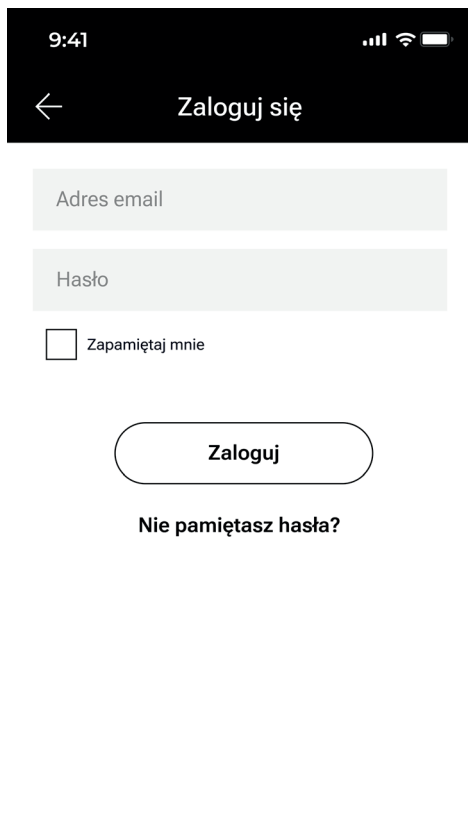 9:41
Zaloguj się
Adres email
Hasło
Zapamiętaj mnie
Zaloguj
Nie pamiętasz hasła?